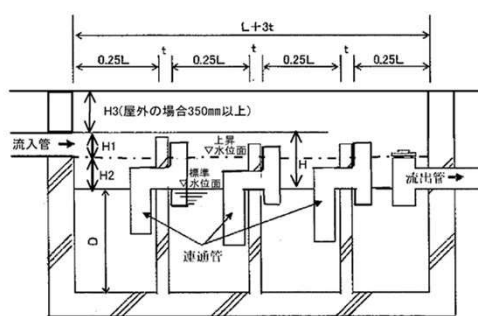 L+3t
0.25L
t
0.25L
t
0.25L
t
0.25L
H3(屋外の場合350mm以上)
流入管
H1
上昇
▽水位面
H
H2
標準
▽水位面
流出管
D
連通管